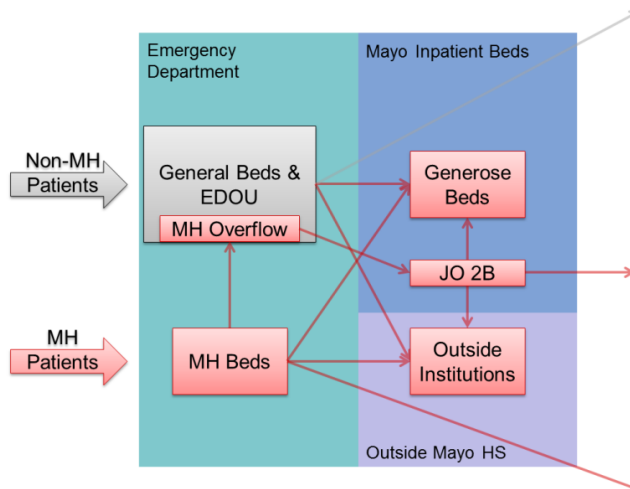 Emergency
Department
Mayo Inpatient Beds
Non-MH
Patients
General Beds &
EDOU
MH Overflow
Generose
Beds
JO 2B
MH
Patients
MH Beds
Outside
Institutions
Outside Mayo HS